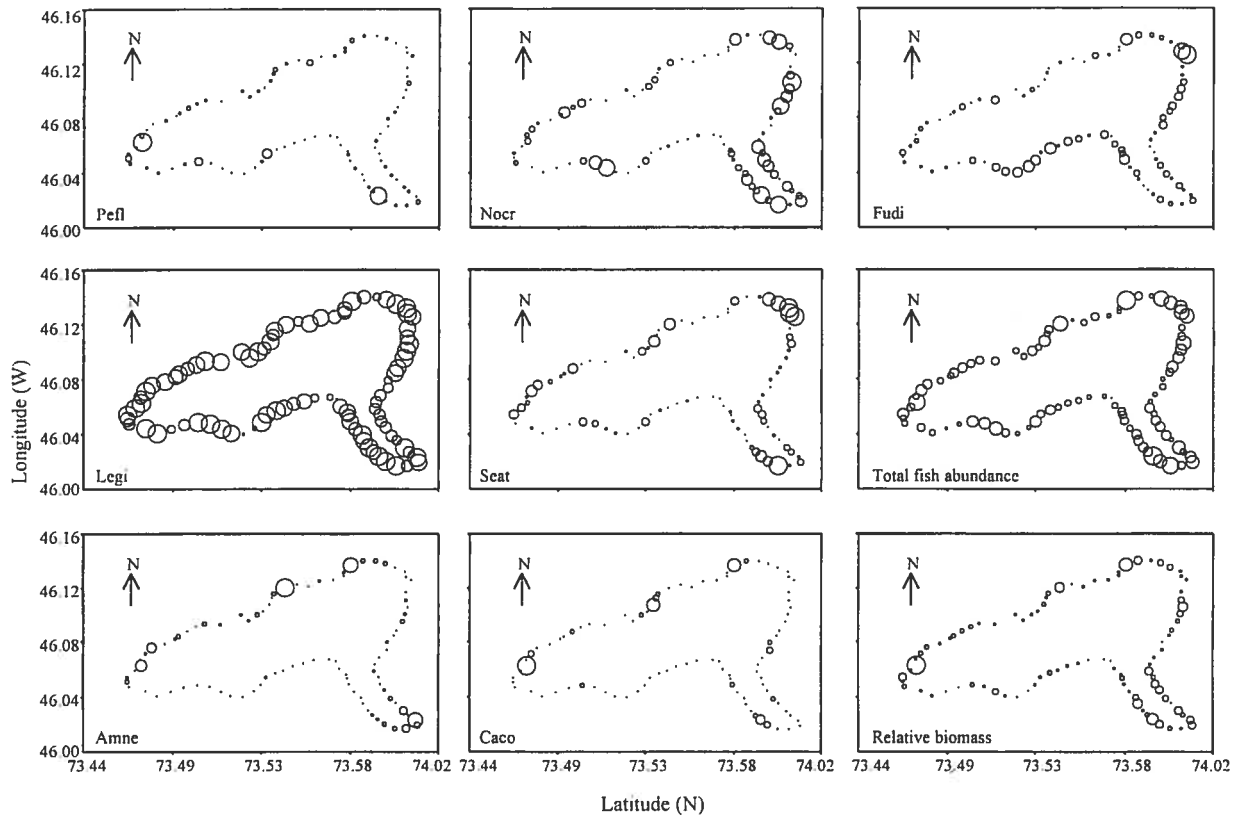 46.16
46.12
46.08
46.04
46.00
N
Pefl
N
Nocr
N
Fudi
46.16
46.12
46.08
46.04
46.00
N
Legi
N
Seat
N
Total fish abundance
Longitude (W)
46.16
46.12
46.08
46.04
46.00
N
Amne
N
Caco
N
Relative biomass
73.44 73.49 73.53 73.58 74.02
73.44 73.49 73.53 73.58 74.02
73.44 73.49 73.53 73.58 74.02
Latitude (N)